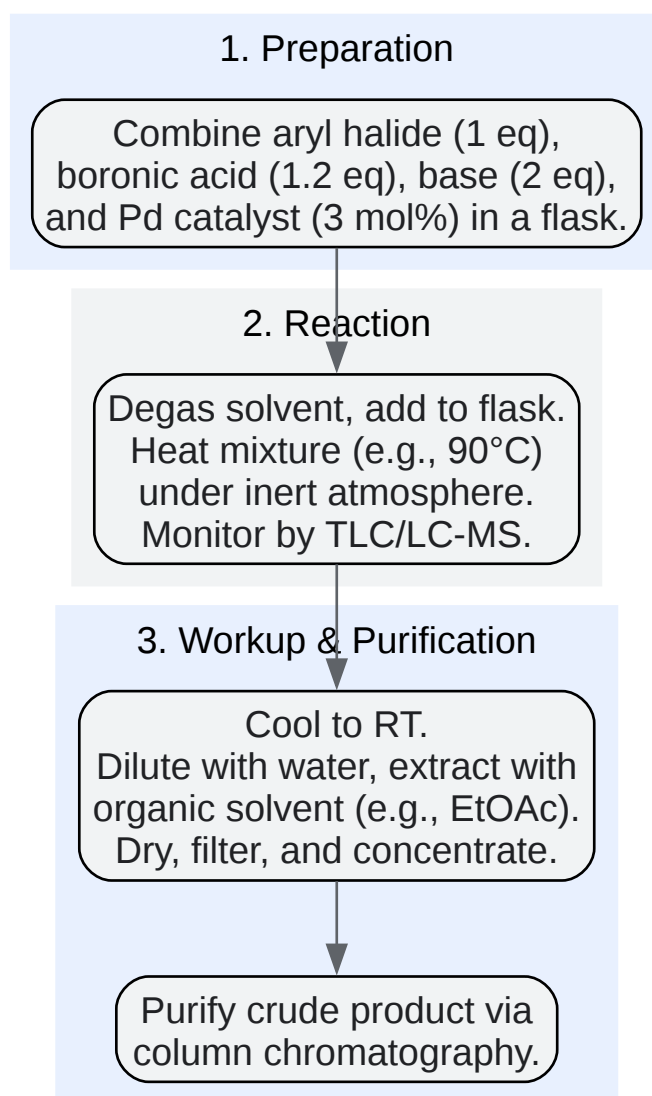 1. Preparation
Combine aryl halide (1 eq),
boronic acid (1.2 eq), base (2 eq),
and Pd catalyst (3 mol%) in a flask.
2. Reaction
Degas solvent, add to flask.
Heat mixture (e.g., 90°C)
under inert atmosphere.
Monitor by TLC/LC-MS.
3. Workup & Purification
Cool to RT.
Dilute with water, extract with
organic solvent (e.g., EtOAc).
Dry, filter, and concentrate.
Purify crude product via
column chromatography.